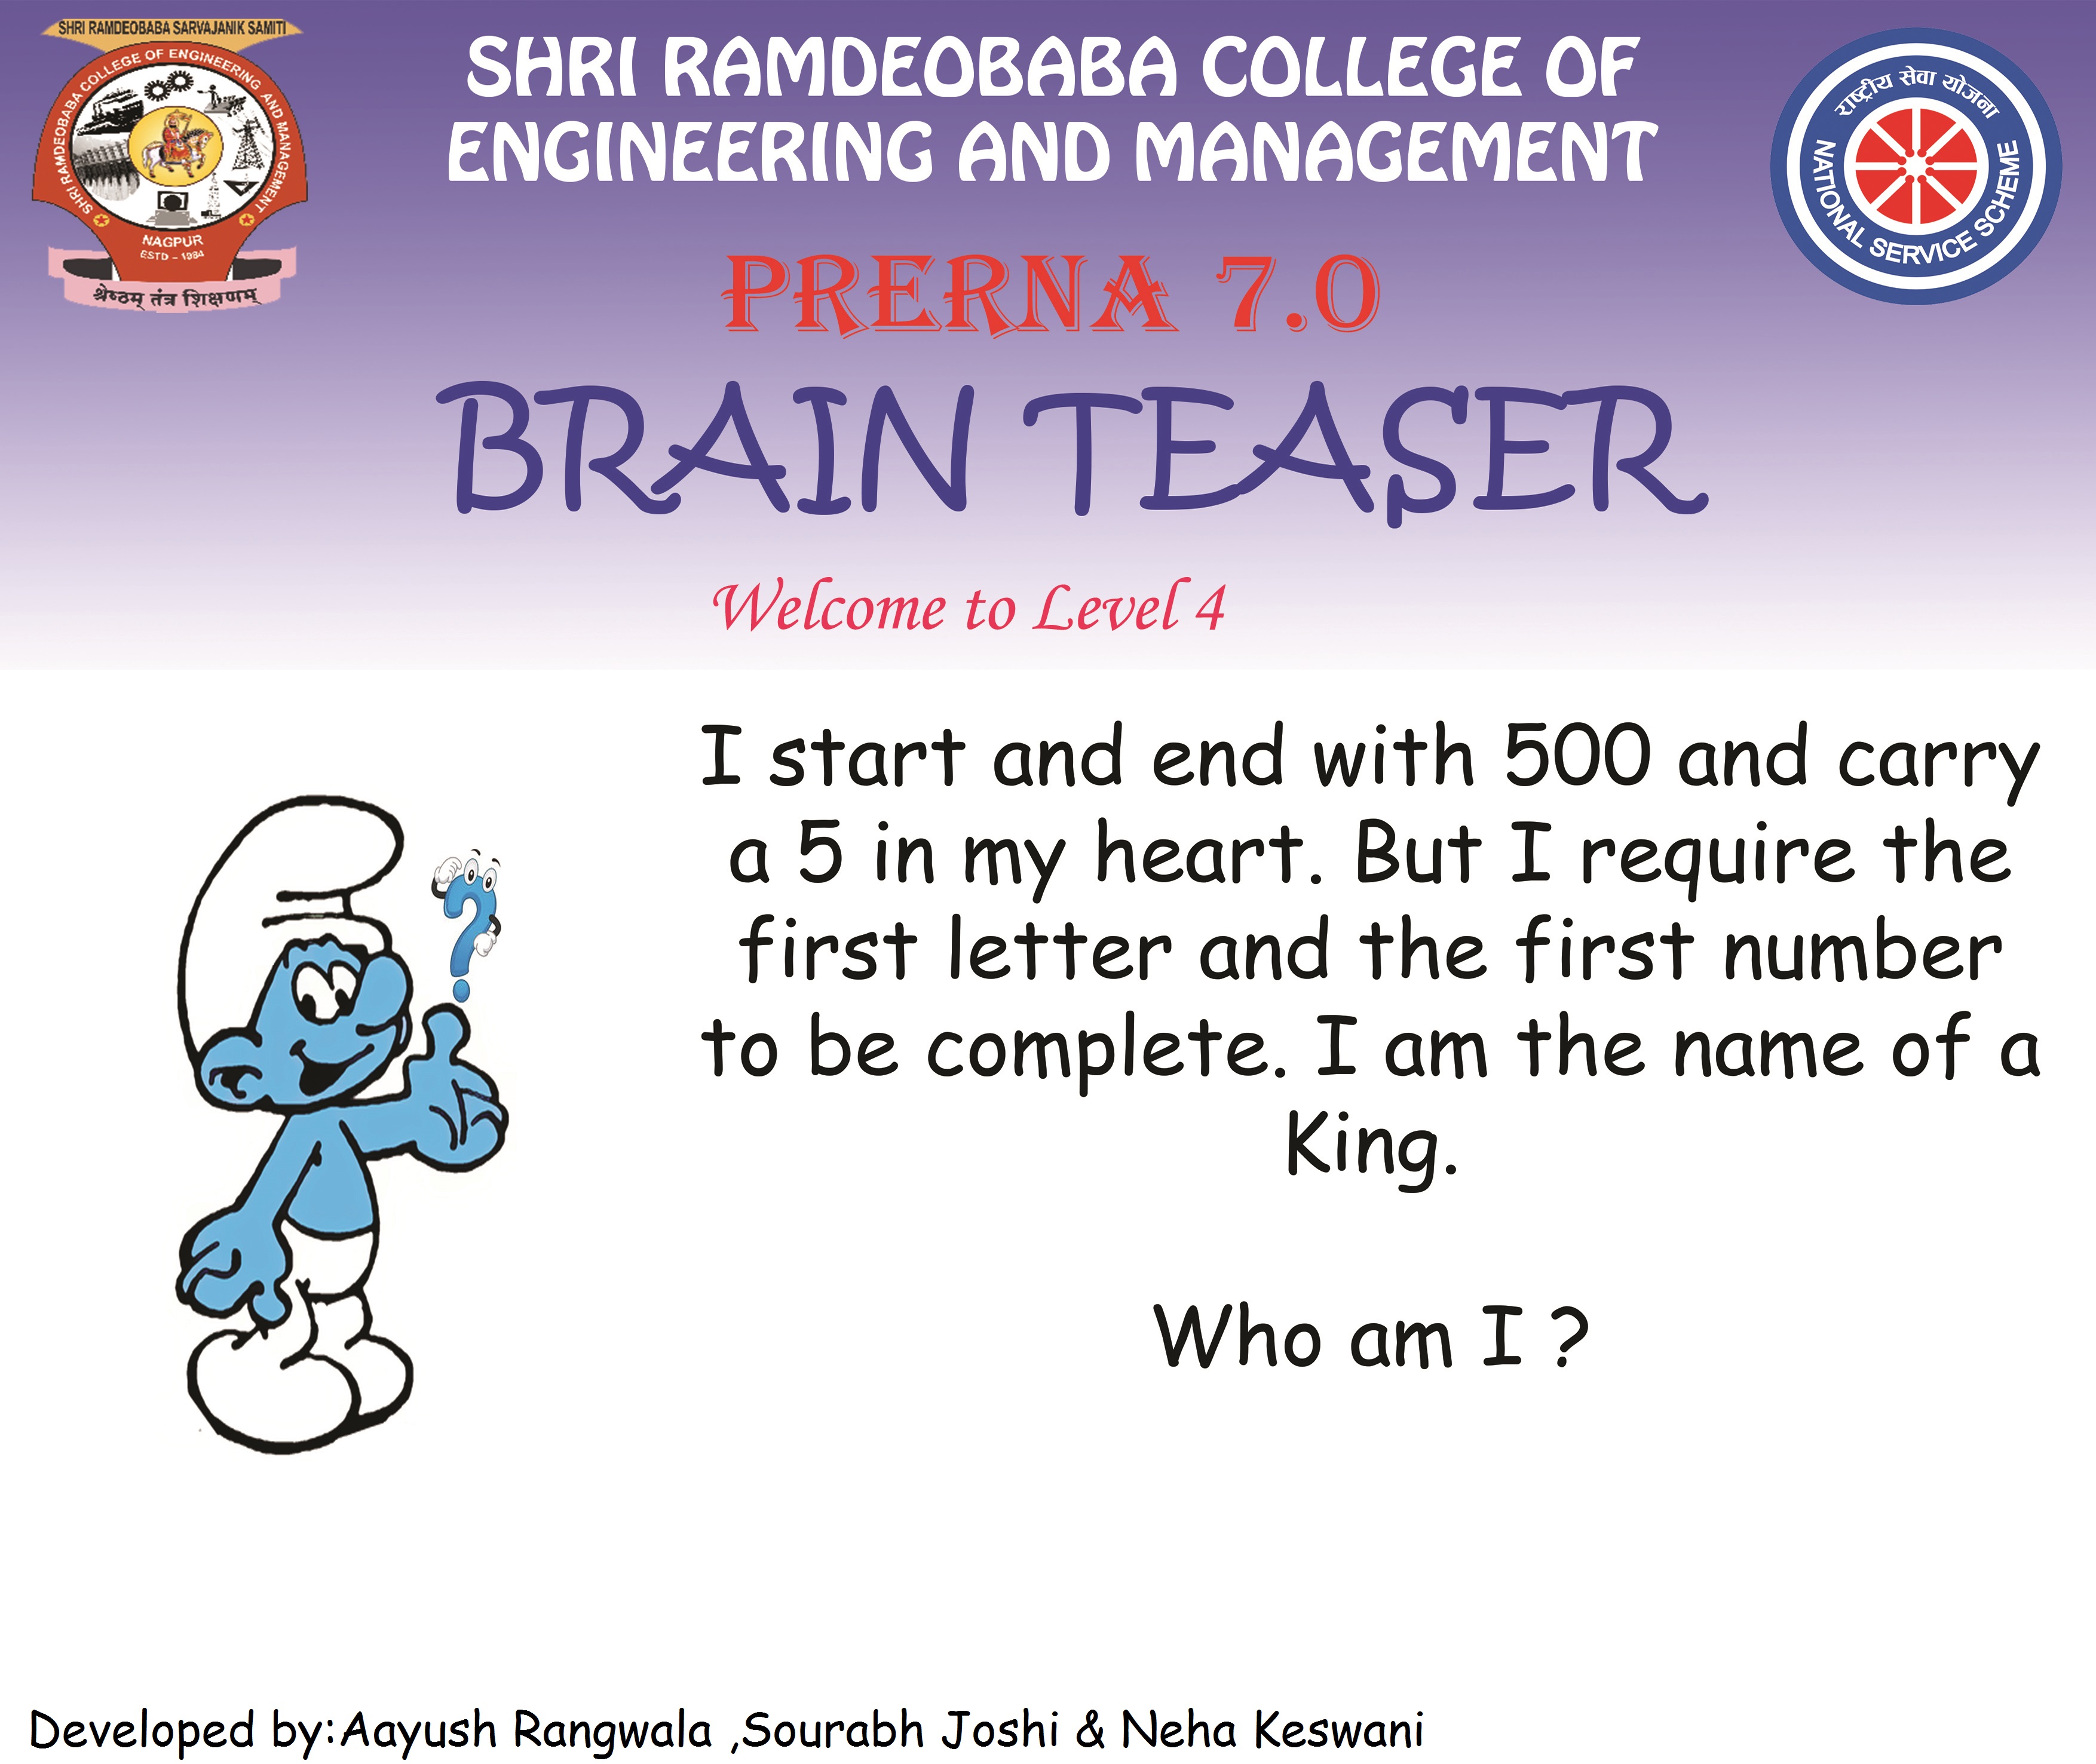 SHRI RAMDEOBABA SARVAJANIK SAMITI
SHRI RAMDEOBABA COLLEGE OF ENGINEERING AND MANAGEMENT
NAGPUR
ESTD - 1984
श्रेष्ठम् तंत्र शिक्षणम्
SHRI RAMDEOBABA COLLEGE OF
ENGINEERING AND MANAGEMENT
राष्ट्रीय सेवा योजना
NATIONAL SERVICE SCHEME
PRERNA 7.0
BRAIN TEASER
Welcome to Level 4
I start and end with 500 and carry
a 5 in my heart. But I require the
first letter and the first number
to be complete. I am the name of a
King.
Who am I ?
Developed by:Aayush Rangwala ,Sourabh Joshi & Neha Keswani